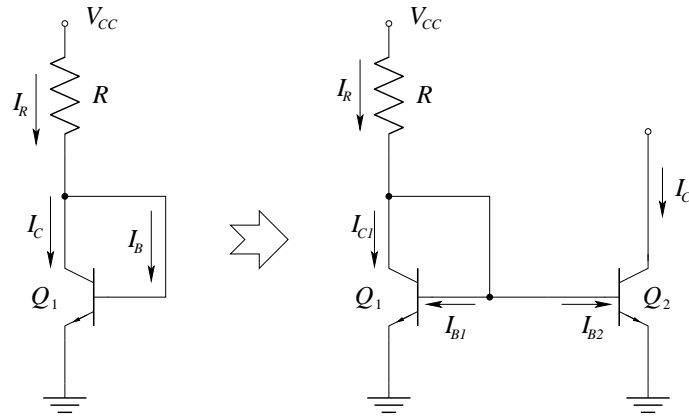 V_CC
I_R
R
I_C
I_B
Q_1
V_CC
I_R
R
I_C1
I_C
Q_1
Q_2
I_B1
I_B2